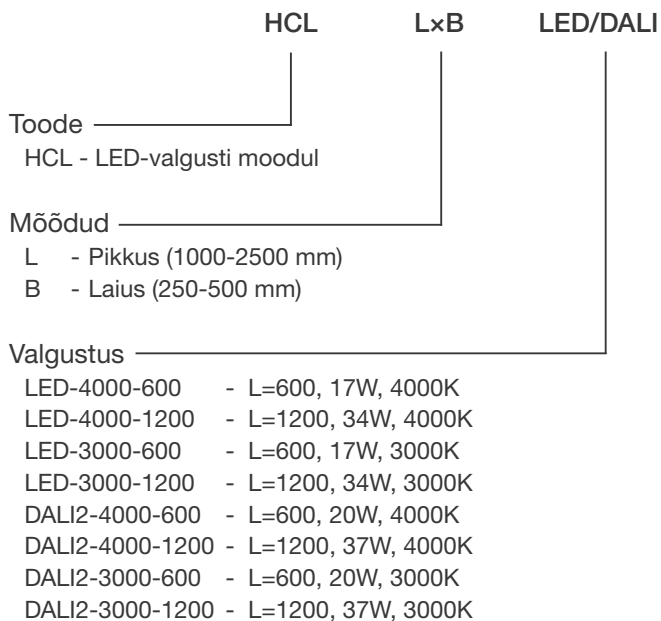 HCL L×B LED/DALI
Toode
HCL - LED-valgusti moodul
Mõõdud
L - Pikkus (1000-2500 mm)
B - Laius (250-500 mm)
Valgustus
LED-4000-600 - L=600, 17W, 4000K
LED-4000-1200 - L=1200, 34W, 4000K
LED-3000-600 - L=600, 17W, 3000K
LED-3000-1200 - L=1200, 34W, 3000K
DALI2-4000-600 - L=600, 20W, 4000K
DALI2-4000-1200 - L=1200, 37W, 4000K
DALI2-3000-600 - L=600, 20W, 3000K
DALI2-3000-1200 - L=1200, 37W, 3000K